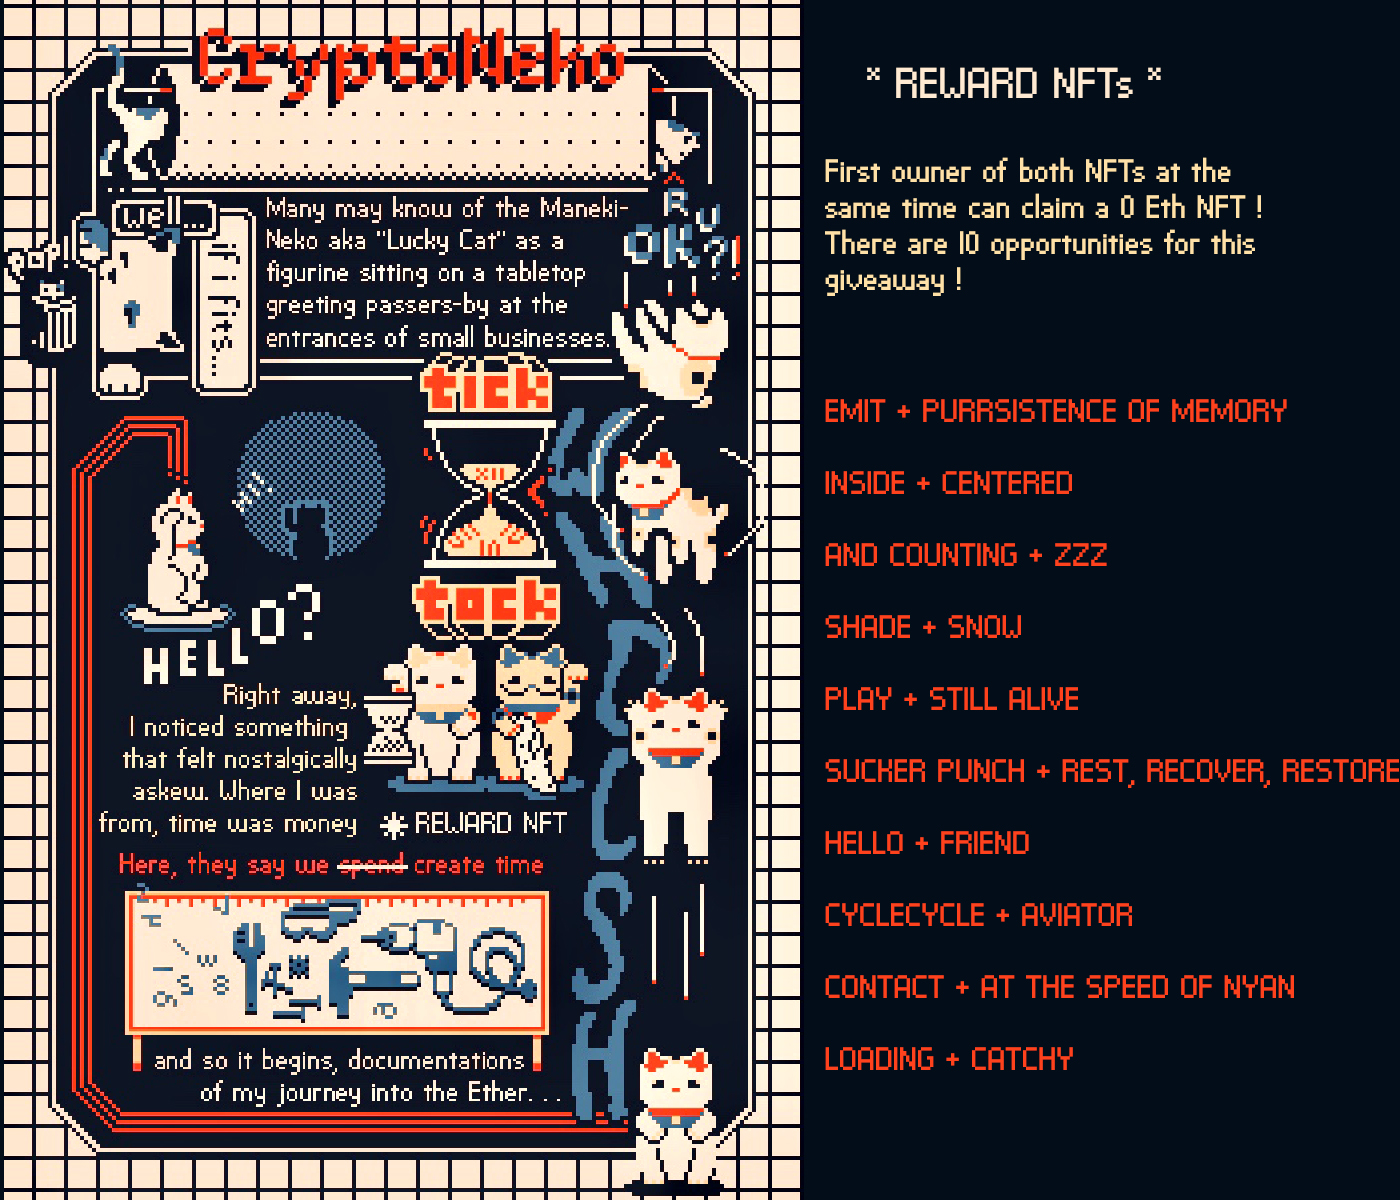 CryptoNeko
well...
if i fits...
Many may know of the Maneki-
Neko aka "Lucky Cat" as a
figurine sitting on a tabletop
greeting passers-by at the
entrances of small businesses.
R U
OK?!
tick
XII
tock
HELLO?
Right away,
I noticed something
that felt nostalgically
askew. Where I was
from, time was money
* REWARD NFT
Here, they say we spend create time
and so it begins, documentations
of my journey into the Ether. . .
* REWARD NFTs *
First owner of both NFTs at the
same time can claim a 0 Eth NFT !
There are 10 opportunities for this
giveaway !
EMIT + PURRSISTENCE OF MEMORY
INSIDE + CENTERED
AND COUNTING + ZZZ
SHADE + SNOW
PLAY + STILL ALIVE
SUCKER PUNCH + REST, RECOVER, RESTORE
HELLO + FRIEND
CYCLECYCLE + AVIATOR
CONTACT + AT THE SPEED OF NYAN
LOADING + CATCHY